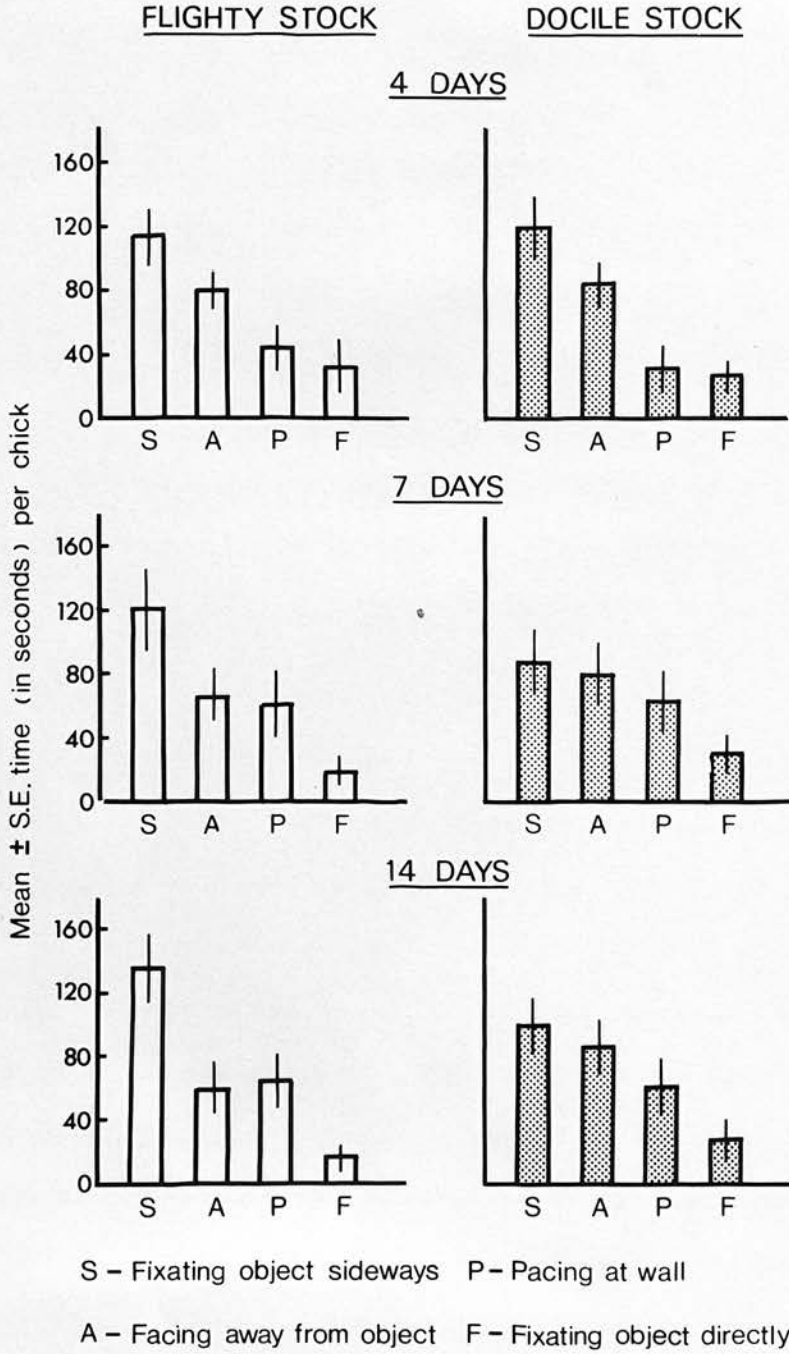 FLIGHTY STOCK DOCILE STOCK
4 DAYS
160
120
80
40
0
S A P F S A P F
7 DAYS
160
120
80
40
0
S A P F S A P F
14 DAYS
160
120
80
40
0
S A P F S A P F
Mean ± S.E. time (in seconds) per chick
S – Fixating object sideways P – Pacing at wall
A – Facing away from object F – Fixating object directly